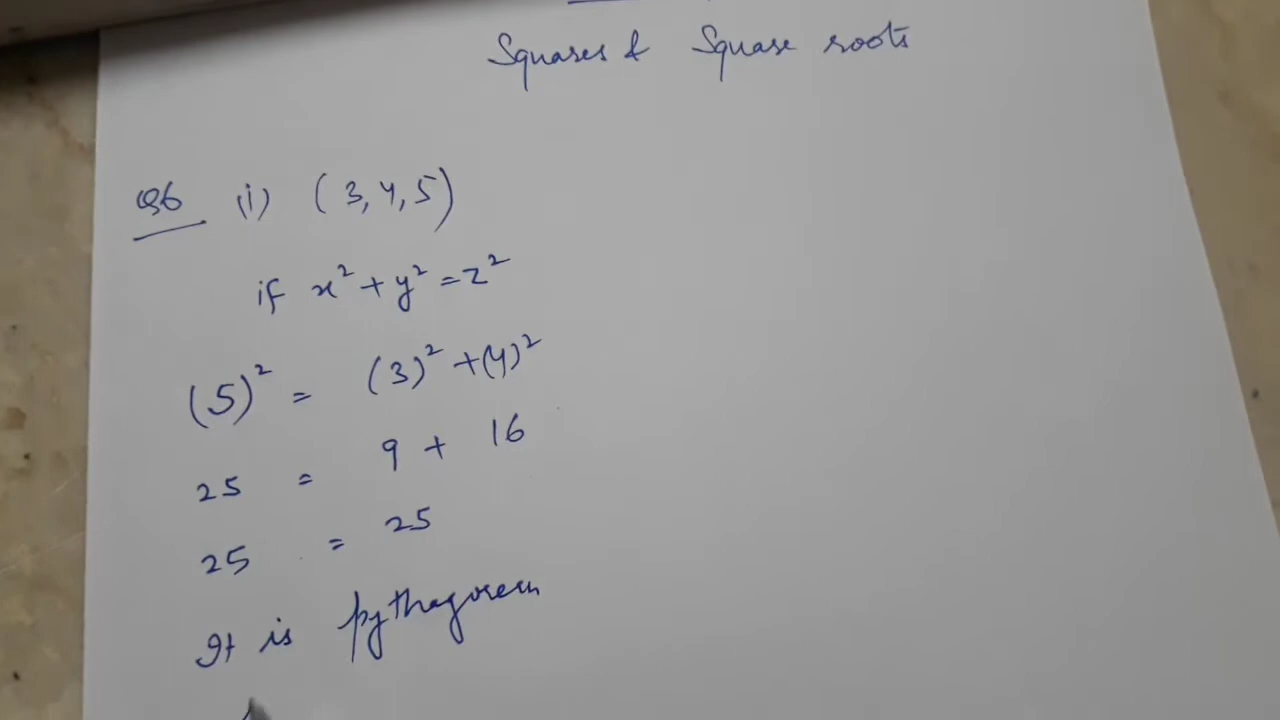 Squares & Square roots
Q6 (i) (3,4,5)
if x² + y² = z²
(5)² = (3)² + (4)²
25 = 9 + 16
25 = 25
It is pythagorean